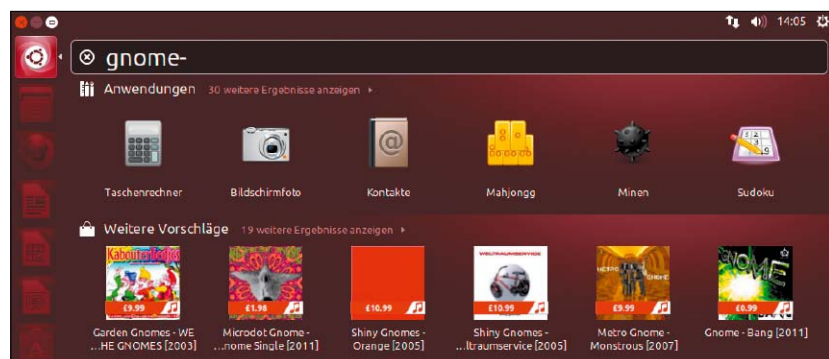 14:05
gnome-
Anwendungen 30 weitere Ergebnisse anzeigen
Taschenrechner Bildschirmfoto Kontakte Mahjongg Minen Sudoku
Weitere Vorschläge 19 weitere Ergebnisse anzeigen
£9.99 £1.98 £10.99 £10.99 £9.99 £0.99
Garden Gnomes - WE Microdot Gnome - Shiny Gnomes - Shiny Gnomes - Metro Gnome - Gnome - Bang [2011]
...HE GNOMES [2003] ...nome Single [2011] Orange [2005] ...ltraumservice [2005] Monstrous [2007]